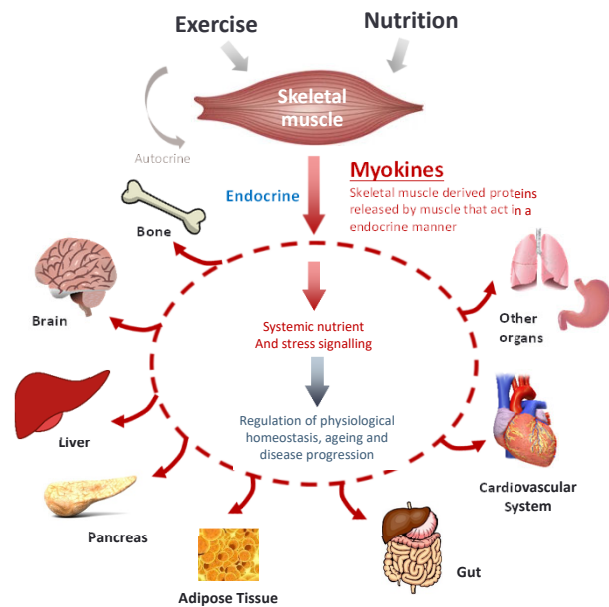 Exercise
Nutrition
Skeletal
muscle
Autocrine
Endocrine
Myokines
Skeletal muscle derived proteins
released by muscle that act in a
endocrine manner
Bone
Brain
Other
organs
Systemic nutrient
And stress signalling
Liver
Regulation of physiological
homeostasis, ageing and
disease progression
Cardiovascular
System
Pancreas
Gut
Adipose Tissue